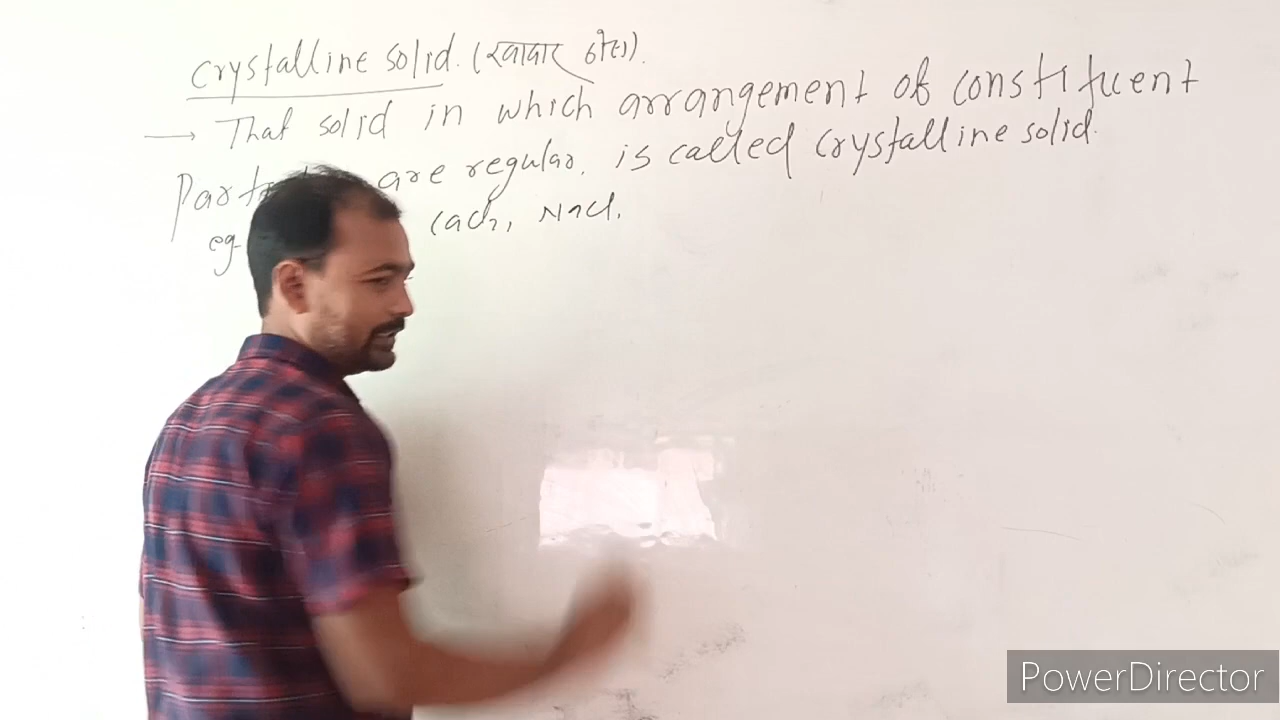 Crystalline solid. (रवादार ठोस).
→ That solid in which arrangement of constituent
are regular. is called crystalline solid.
eg- CaCl2, NaCl.
PowerDirector